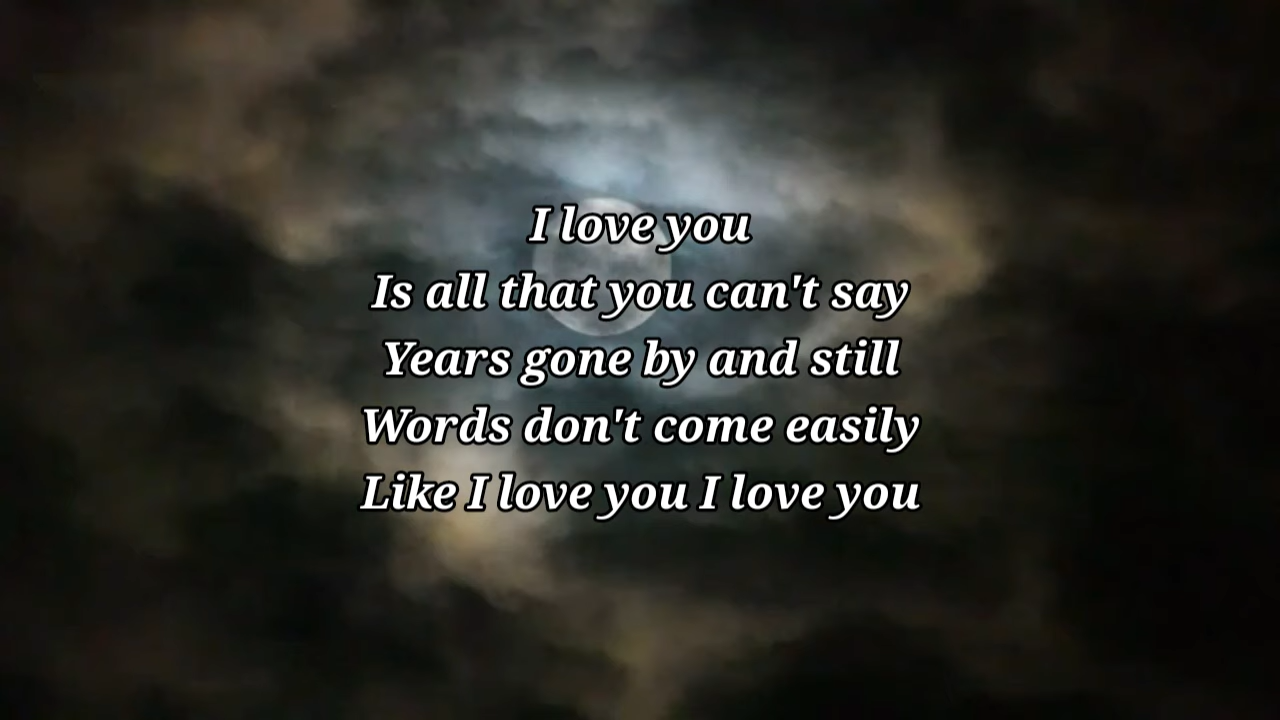 I love you
Is all that you can't say
Years gone by and still
Words don't come easily
Like I love you I love you